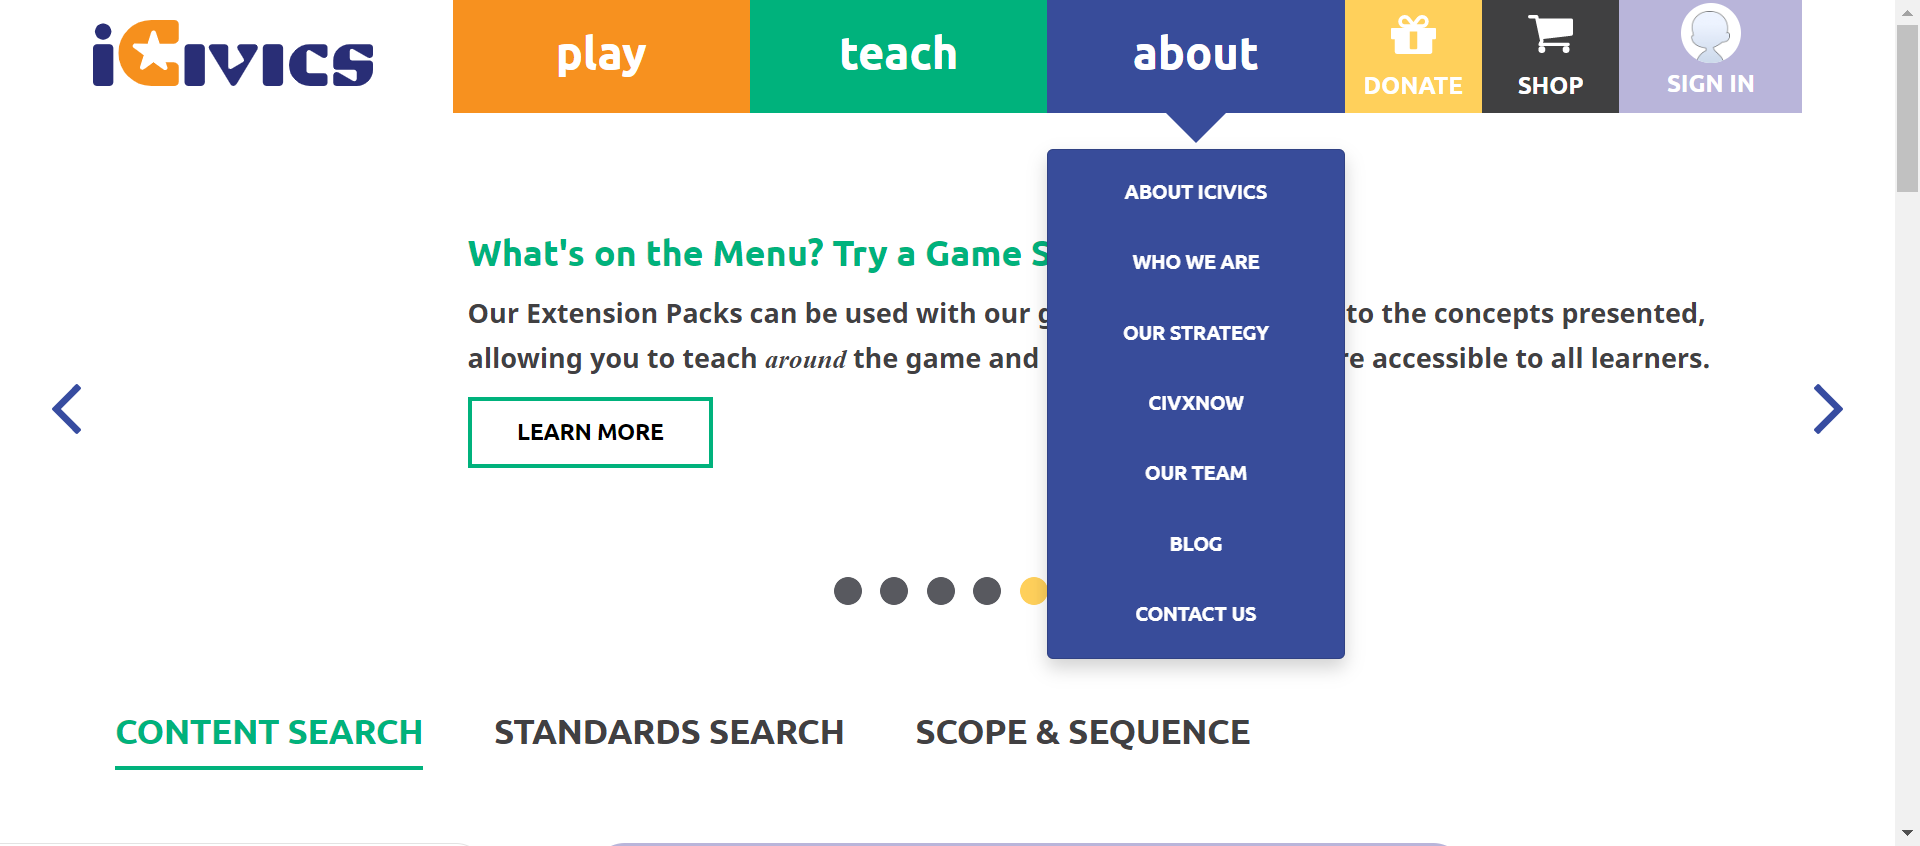 iCivics
play
teach
about
DONATE
SHOP
SIGN IN
ABOUT ICIVICS
WHO WE ARE
OUR STRATEGY
CIVXNOW
OUR TEAM
BLOG
CONTACT US
What's on the Menu? Try a Game
Our Extension Packs can be used with our to the concepts presented,
allowing you to teach around the game and accessible to all learners.
LEARN MORE
CONTENT SEARCH
STANDARDS SEARCH
SCOPE & SEQUENCE